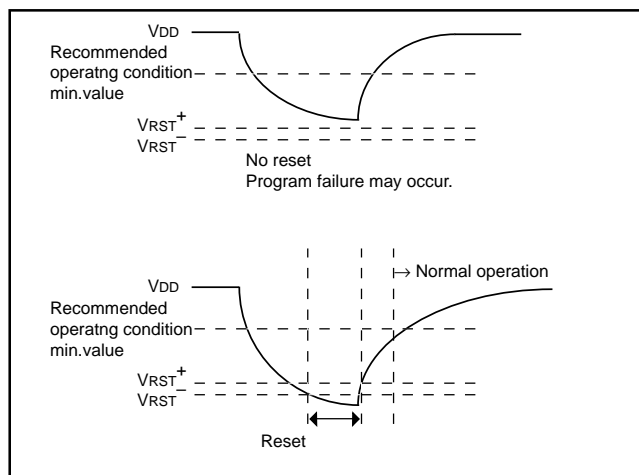 VDD
Recommended
operatng condition
min.value
VRST+
VRST−
No reset
Program failure may occur.
→ Normal operation
VDD
Recommended
operatng condition
min.value
VRST+
VRST−
Reset